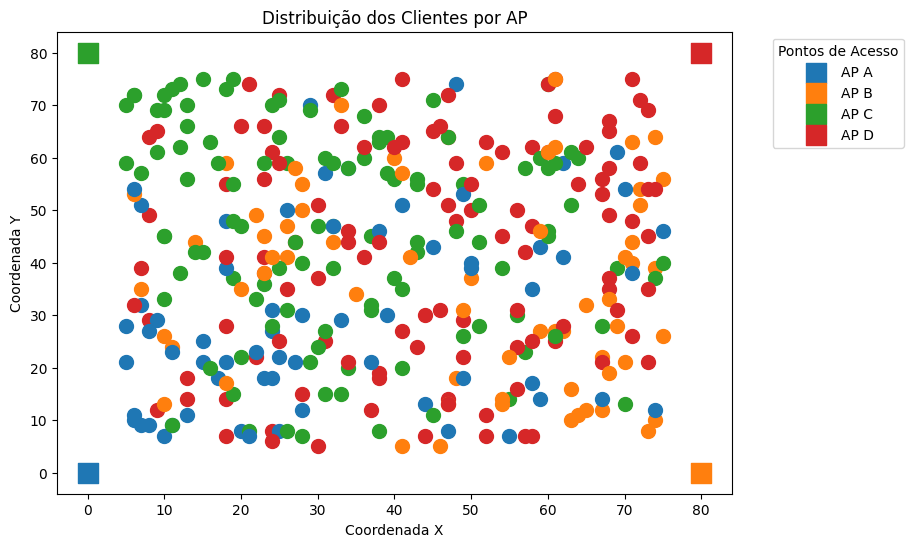 Distribuição dos Clientes por AP
Pontos de Acesso
AP A
AP B
AP C
AP D
Coordenada Y
80
70
60
50
40
30
20
10
0
0 10 20 30 40 50 60 70 80
Coordenada X